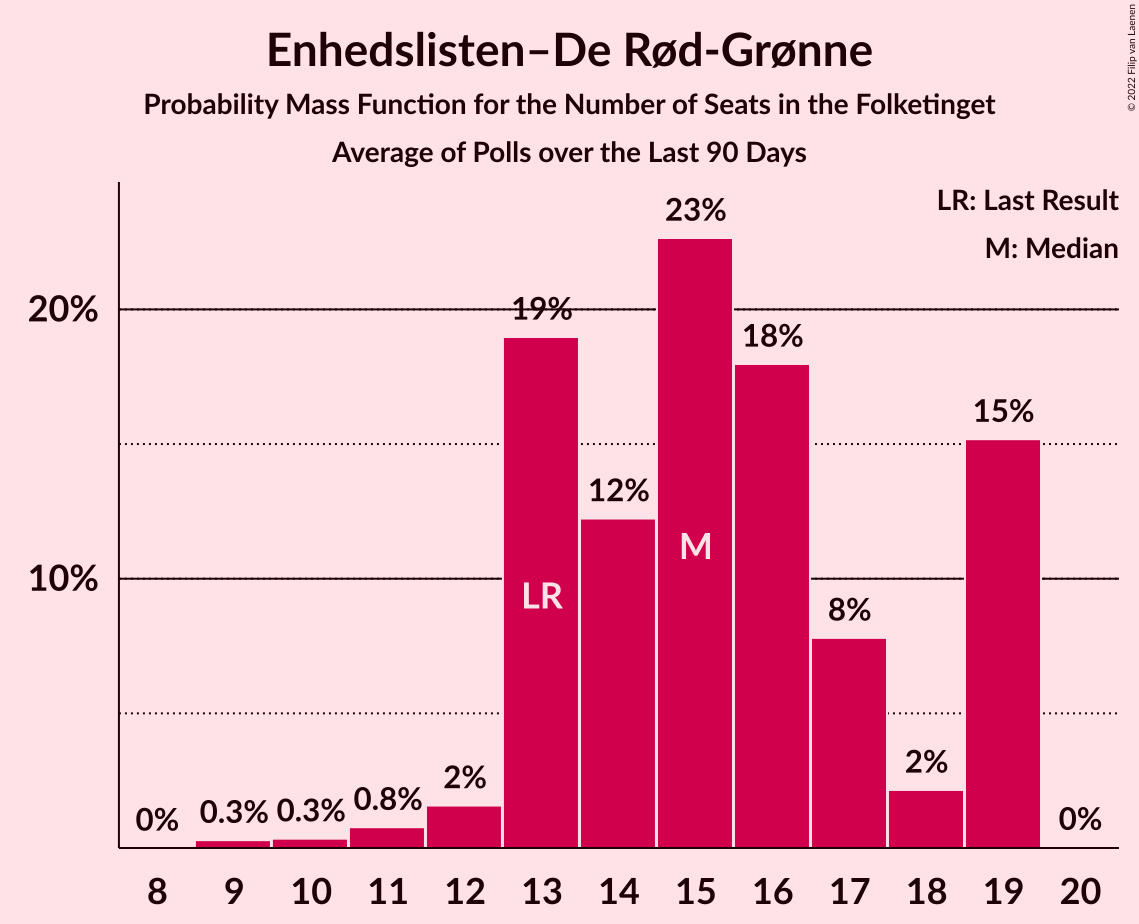 Enhedslisten–De Rød-Grønne
Probability Mass Function for the Number of Seats in the Folketinget
Average of Polls over the Last 90 Days
© 2022 Filip van Laenen
LR: Last Result
M: Median
20%
10%
0%
0.3%
0.3%
0.8%
2%
19%
12%
23%
18%
8%
2%
15%
0%
LR
M
8 9 10 11 12 13 14 15 16 17 18 19 20